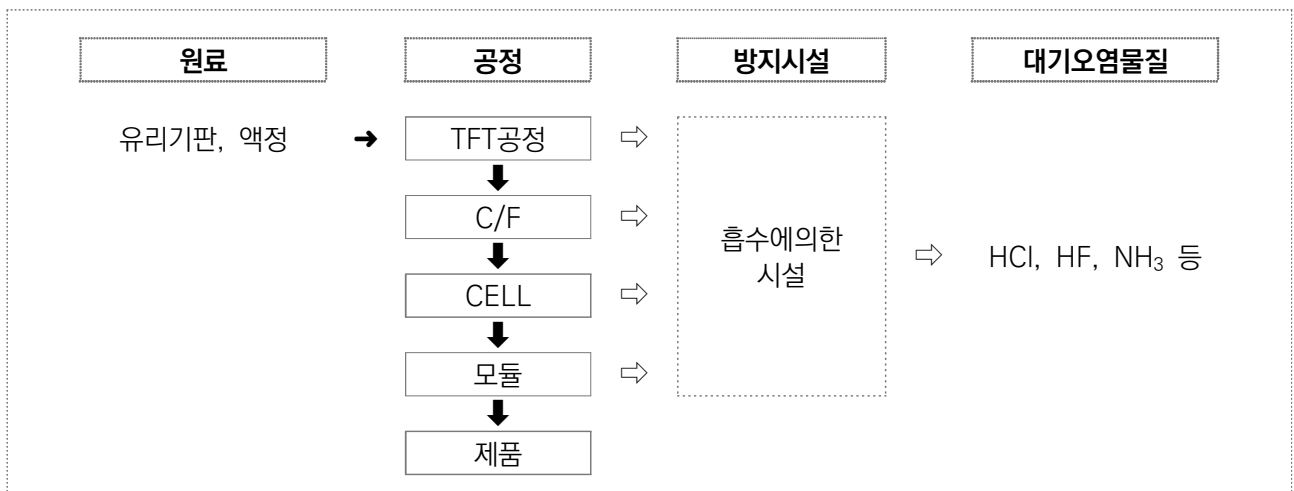 원료 공정 방지시설 대기오염물질
유리기판, 액정 ➜ TFT공정 ⇨
⬇
C/F ⇨
⬇
CELL ⇨
⬇
모듈 ⇨
⬇
제품
흡수에의한
시설
⇨ HCl, HF, NH₃ 등